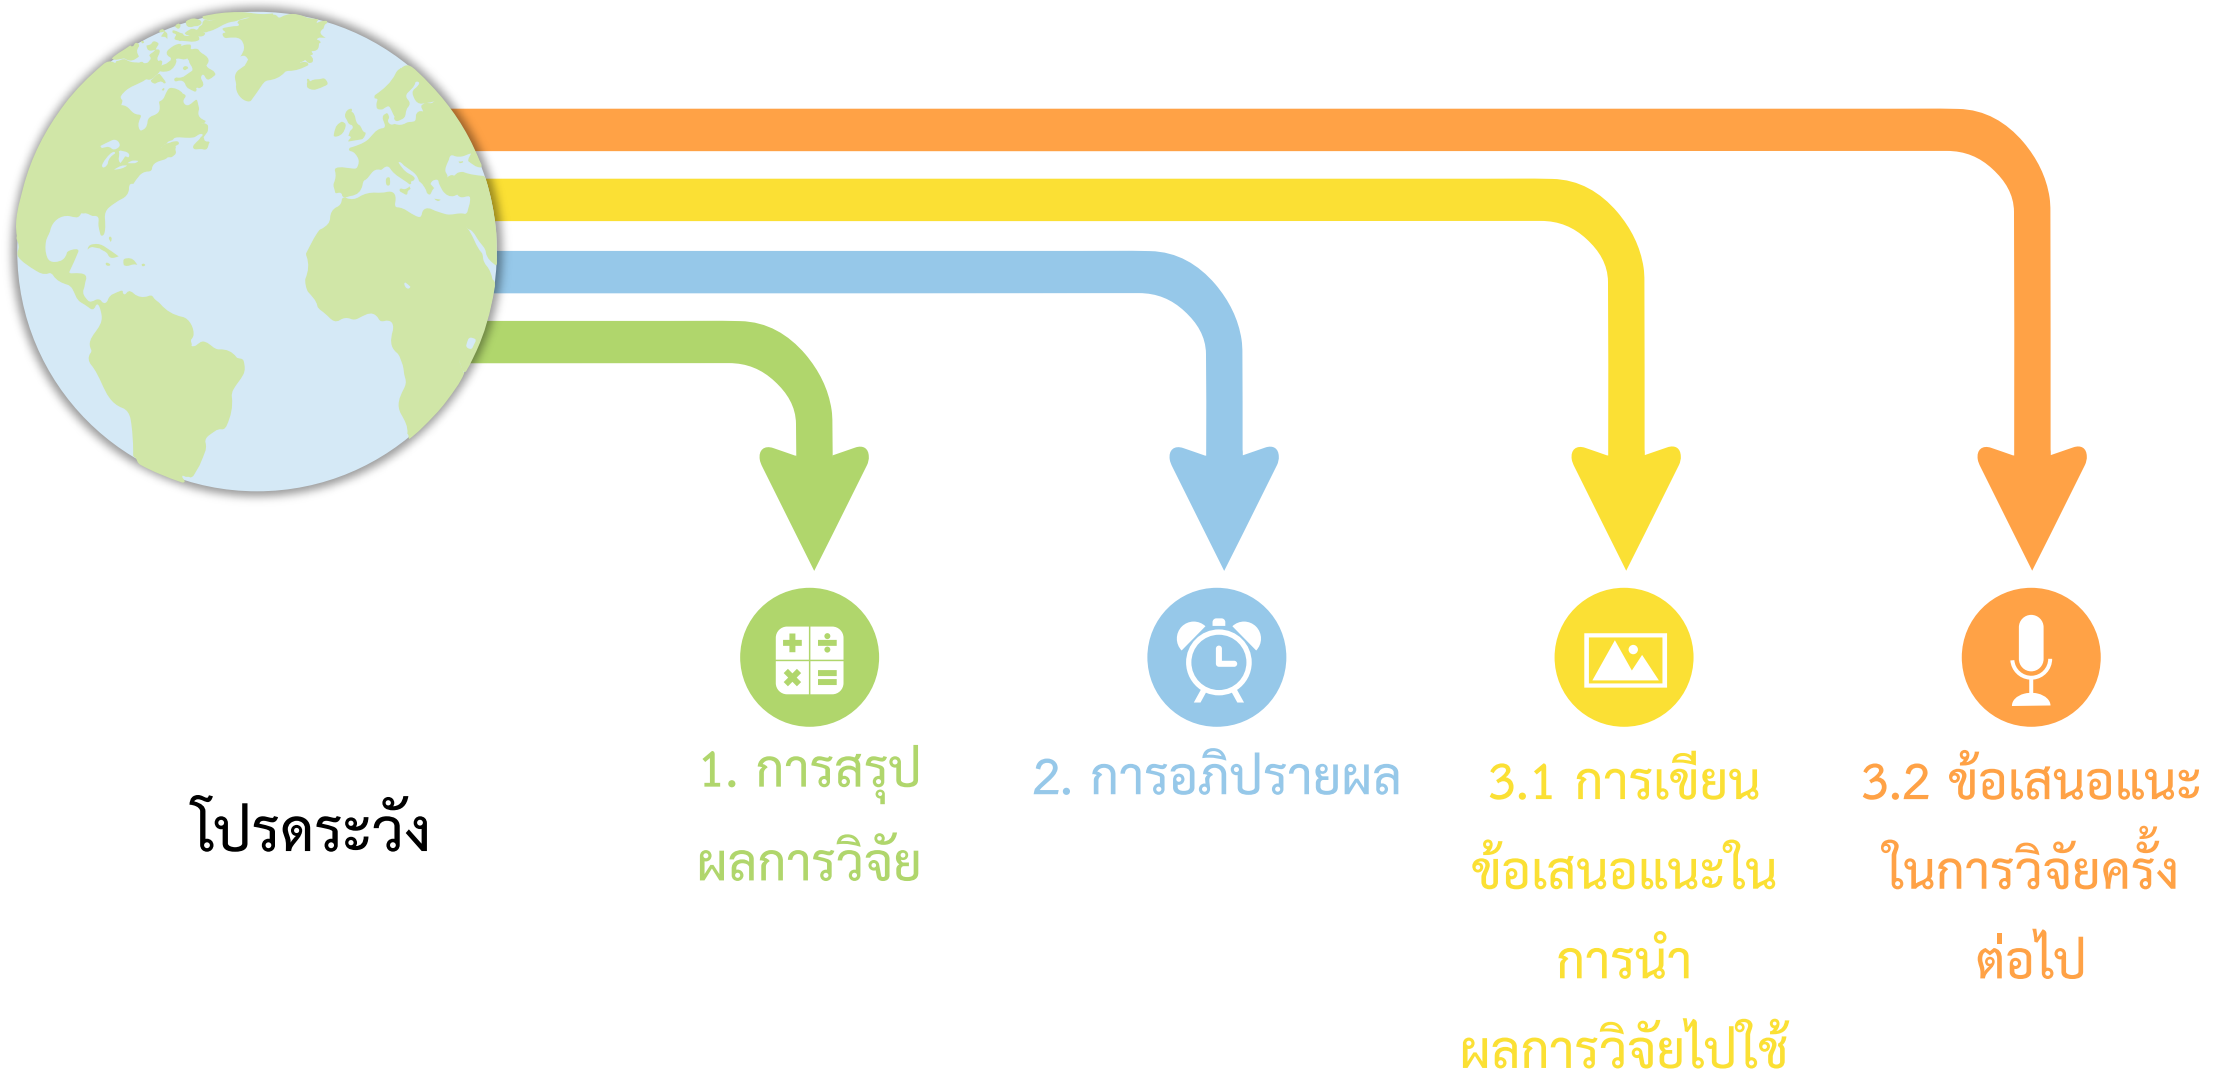 โปรดระวัง
1. การสรุป
ผลการวิจัย
2. การอภิปรายผล
3.1 การเขียน
ข้อเสนอแนะใน
การนำ
ผลการวิจัยไปใช้
3.2 ข้อเสนอแนะ
ในการวิจัยครั้ง
ต่อไป